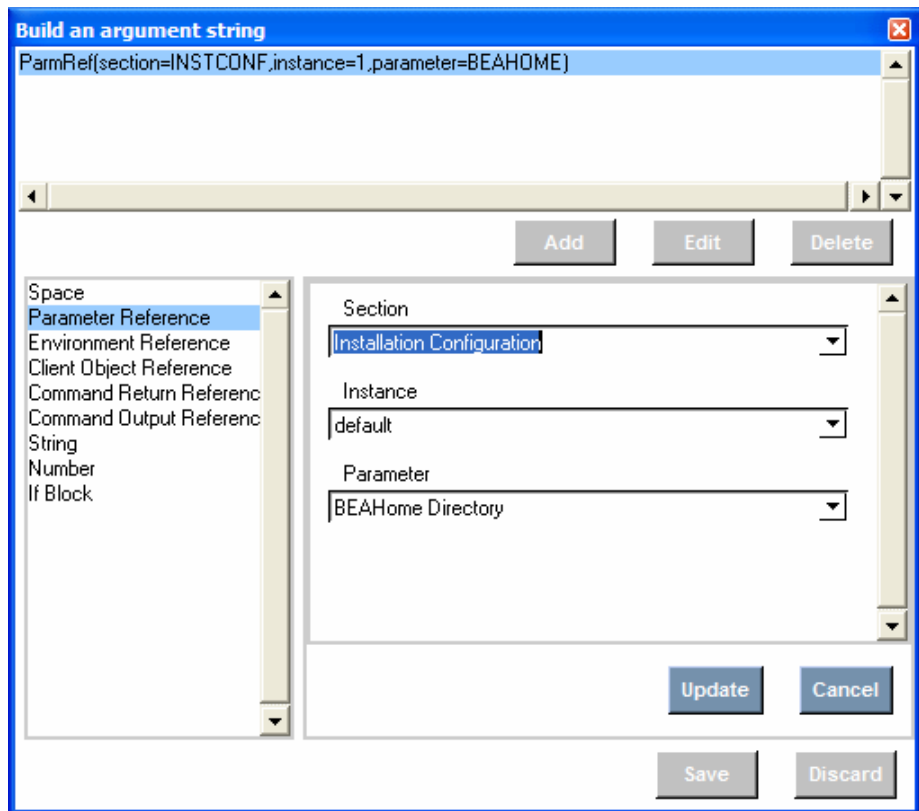 Build an argument string
ParmRef(section=INSTCONF,instance=1,parameter=BEAHOME)
Add Edit Delete
Space
Parameter Reference
Environment Reference
Client Object Reference
Command Return Referenc
Command Output Referenc
String
Number
If Block
Section
Installation Configuration
Instance
default
Parameter
BEAHome Directory
Update Cancel
Save Discard